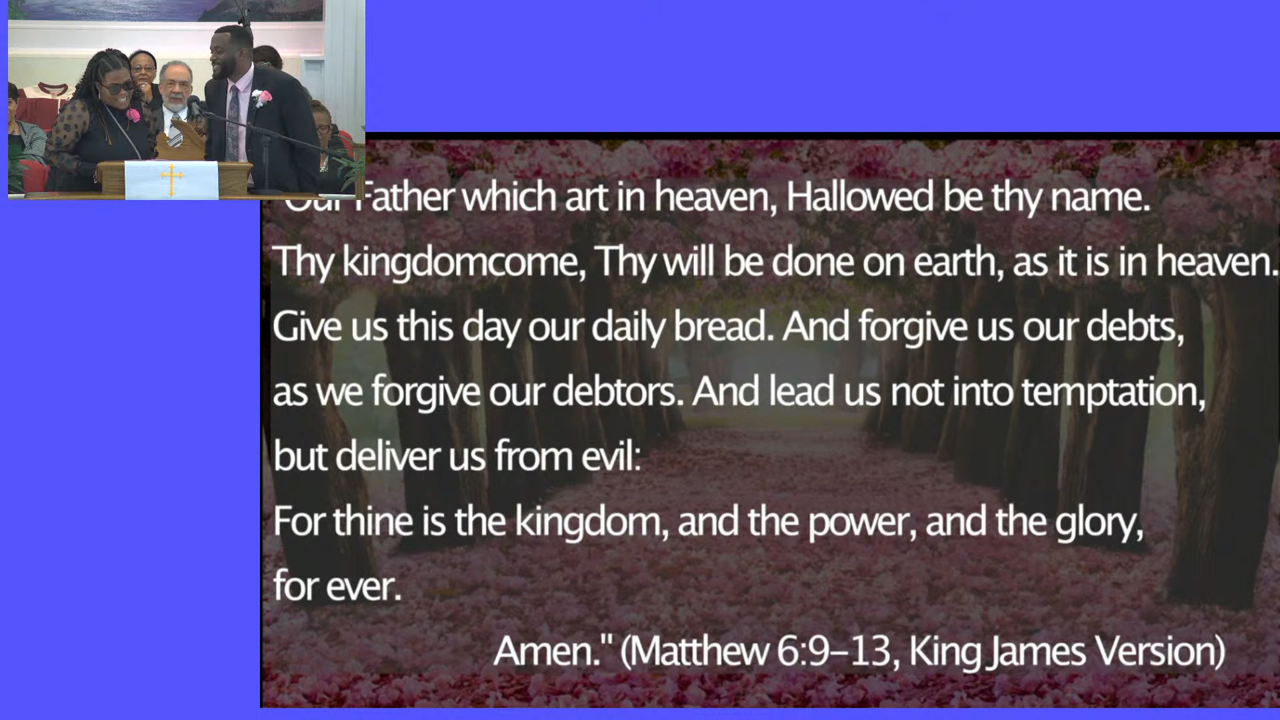 Our Father which art in heaven, Hallowed be thy name.
Thy kingdomcome, Thy will be done on earth, as it is in heaven.
Give us this day our daily bread. And forgive us our debts,
as we forgive our debtors. And lead us not into temptation,
but deliver us from evil:
For thine is the kingdom, and the power, and the glory,
for ever.
Amen." (Matthew 6:9–13, King James Version)